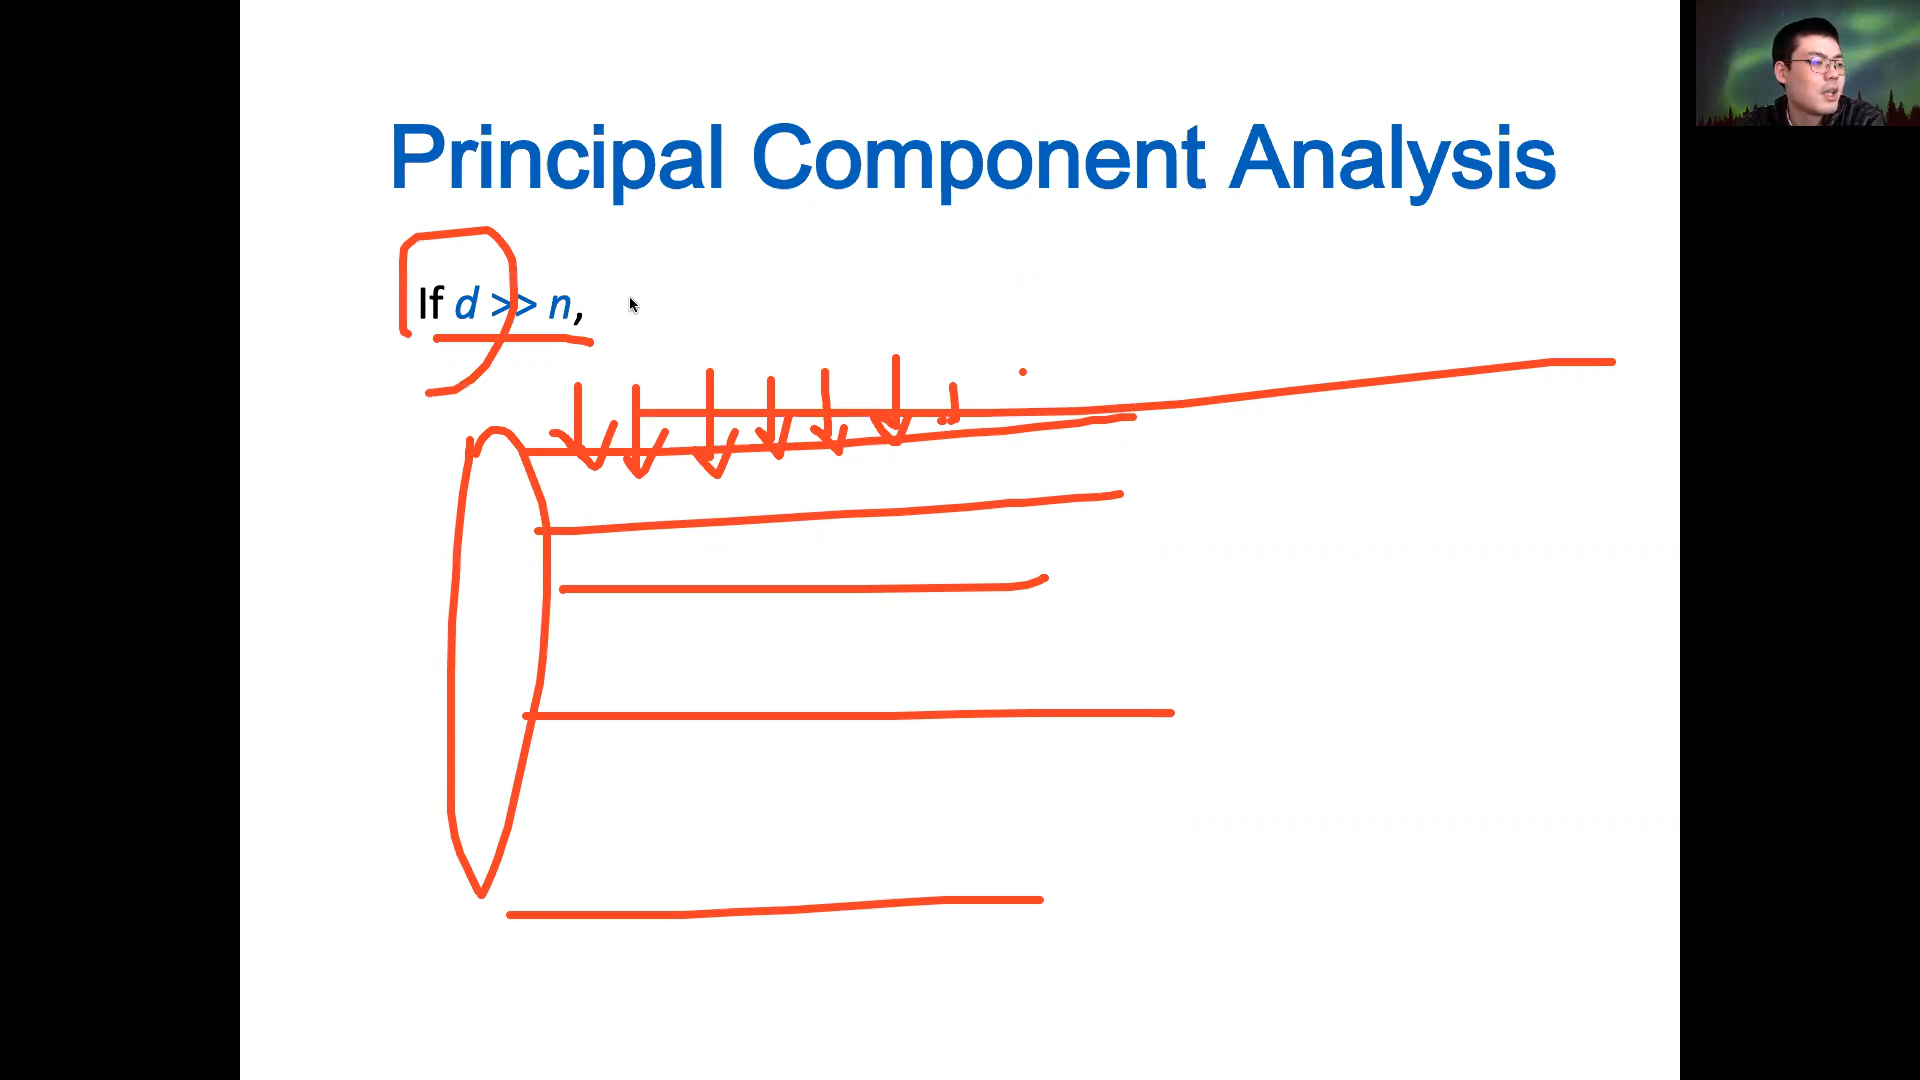 Principal Component Analysis
If d >> n,